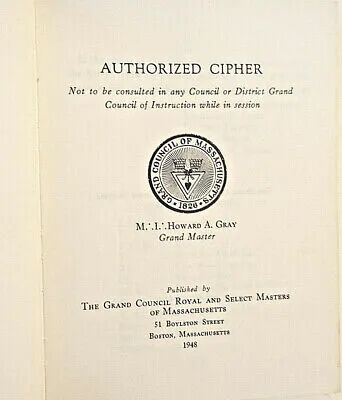 AUTHORIZED CIPHER
Not to be consulted in any Council or District Grand
Council of Instruction while in session
GRAND COUNCIL OF MASSACHUSETTS
· 1826 ·
M∴I∴HOWARD A. GRAY
Grand Master
Published by
THE GRAND COUNCIL ROYAL AND SELECT MASTERS
OF MASSACHUSETTS
51 BOYLSTON STREET
BOSTON, MASSACHUSETTS
1948